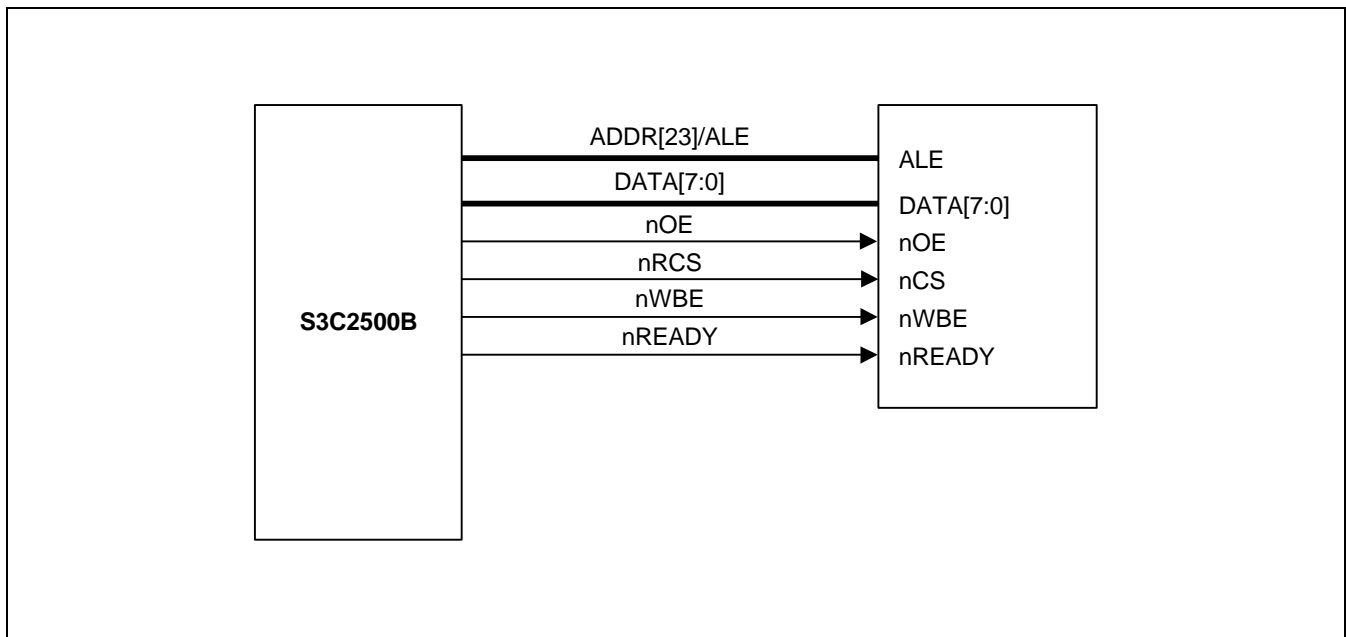 ADDR[23]/ALE
DATA[7:0]
nOE
nRCS
nWBE
nREADY
S3C2500B
ALE
DATA[7:0]
nOE
nCS
nWBE
nREADY